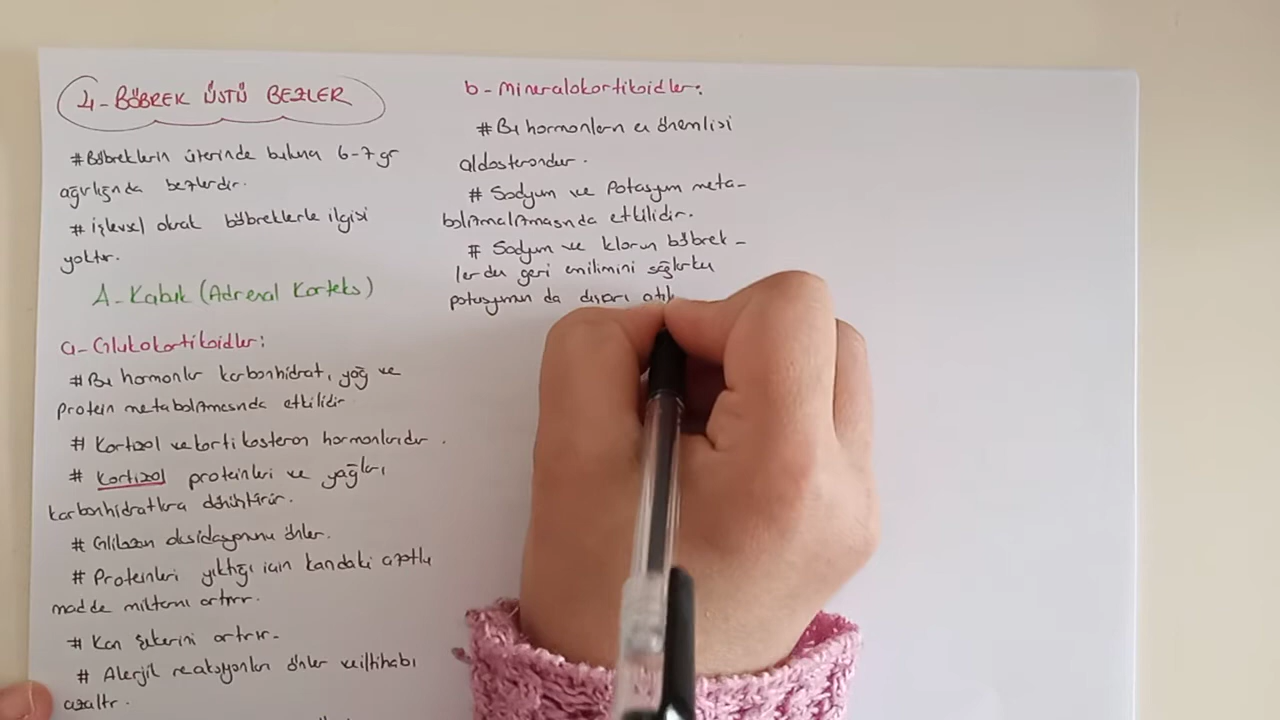 4- BÖBREK ÜSTÜ BEZLER
# Böbreklerin üzerinde bulunan 6-7 gr
ağırlığında bezlerdir.
# İşlevsel olarak böbreklerle ilgisi
yoktur.
A- Kabuk (Adrenal Korteks)
a- Glukokortikoidler:
# Bu hormonlar karbonhidrat, yağ ve
Protein metabolizmasında etkilidir
# Kortizol ve kortikosteron hormonlarıdır.
# Kortizol proteinleri ve yağları
karbonhidratlara dönüştürür.
# Glikozun oksidasyonunu önler.
# Proteinleri yıktığı için kandaki azotlu
madde miktarını artırır.
# Kan şekerini artırır-
# Alerjik reaksiyonları önler ve iltihabı
azaltır.
b- Mineralokortikoidler:
# Bu hormonların en önemlisi
aldosterondur.
# Sodyum ve Potasyum meta-
bolizmalızmasında etkilidir.
# Sodyum ve klorun böbrek-
lerden geri emilimini sağlarken
potasyumun da dışarı atıl